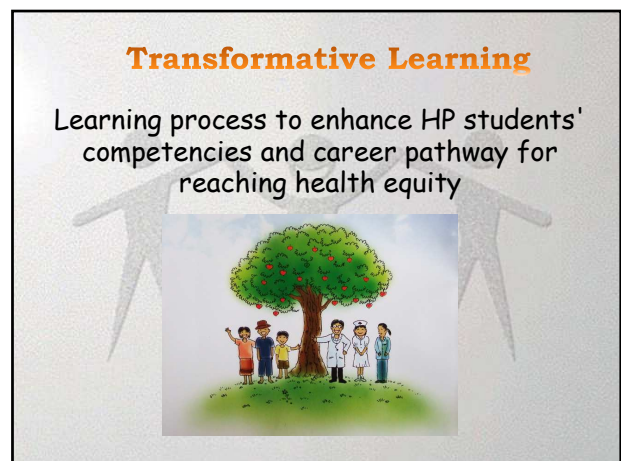 Transformative Learning
Learning process to enhance HP students'
competencies and career pathway for
reaching health equity